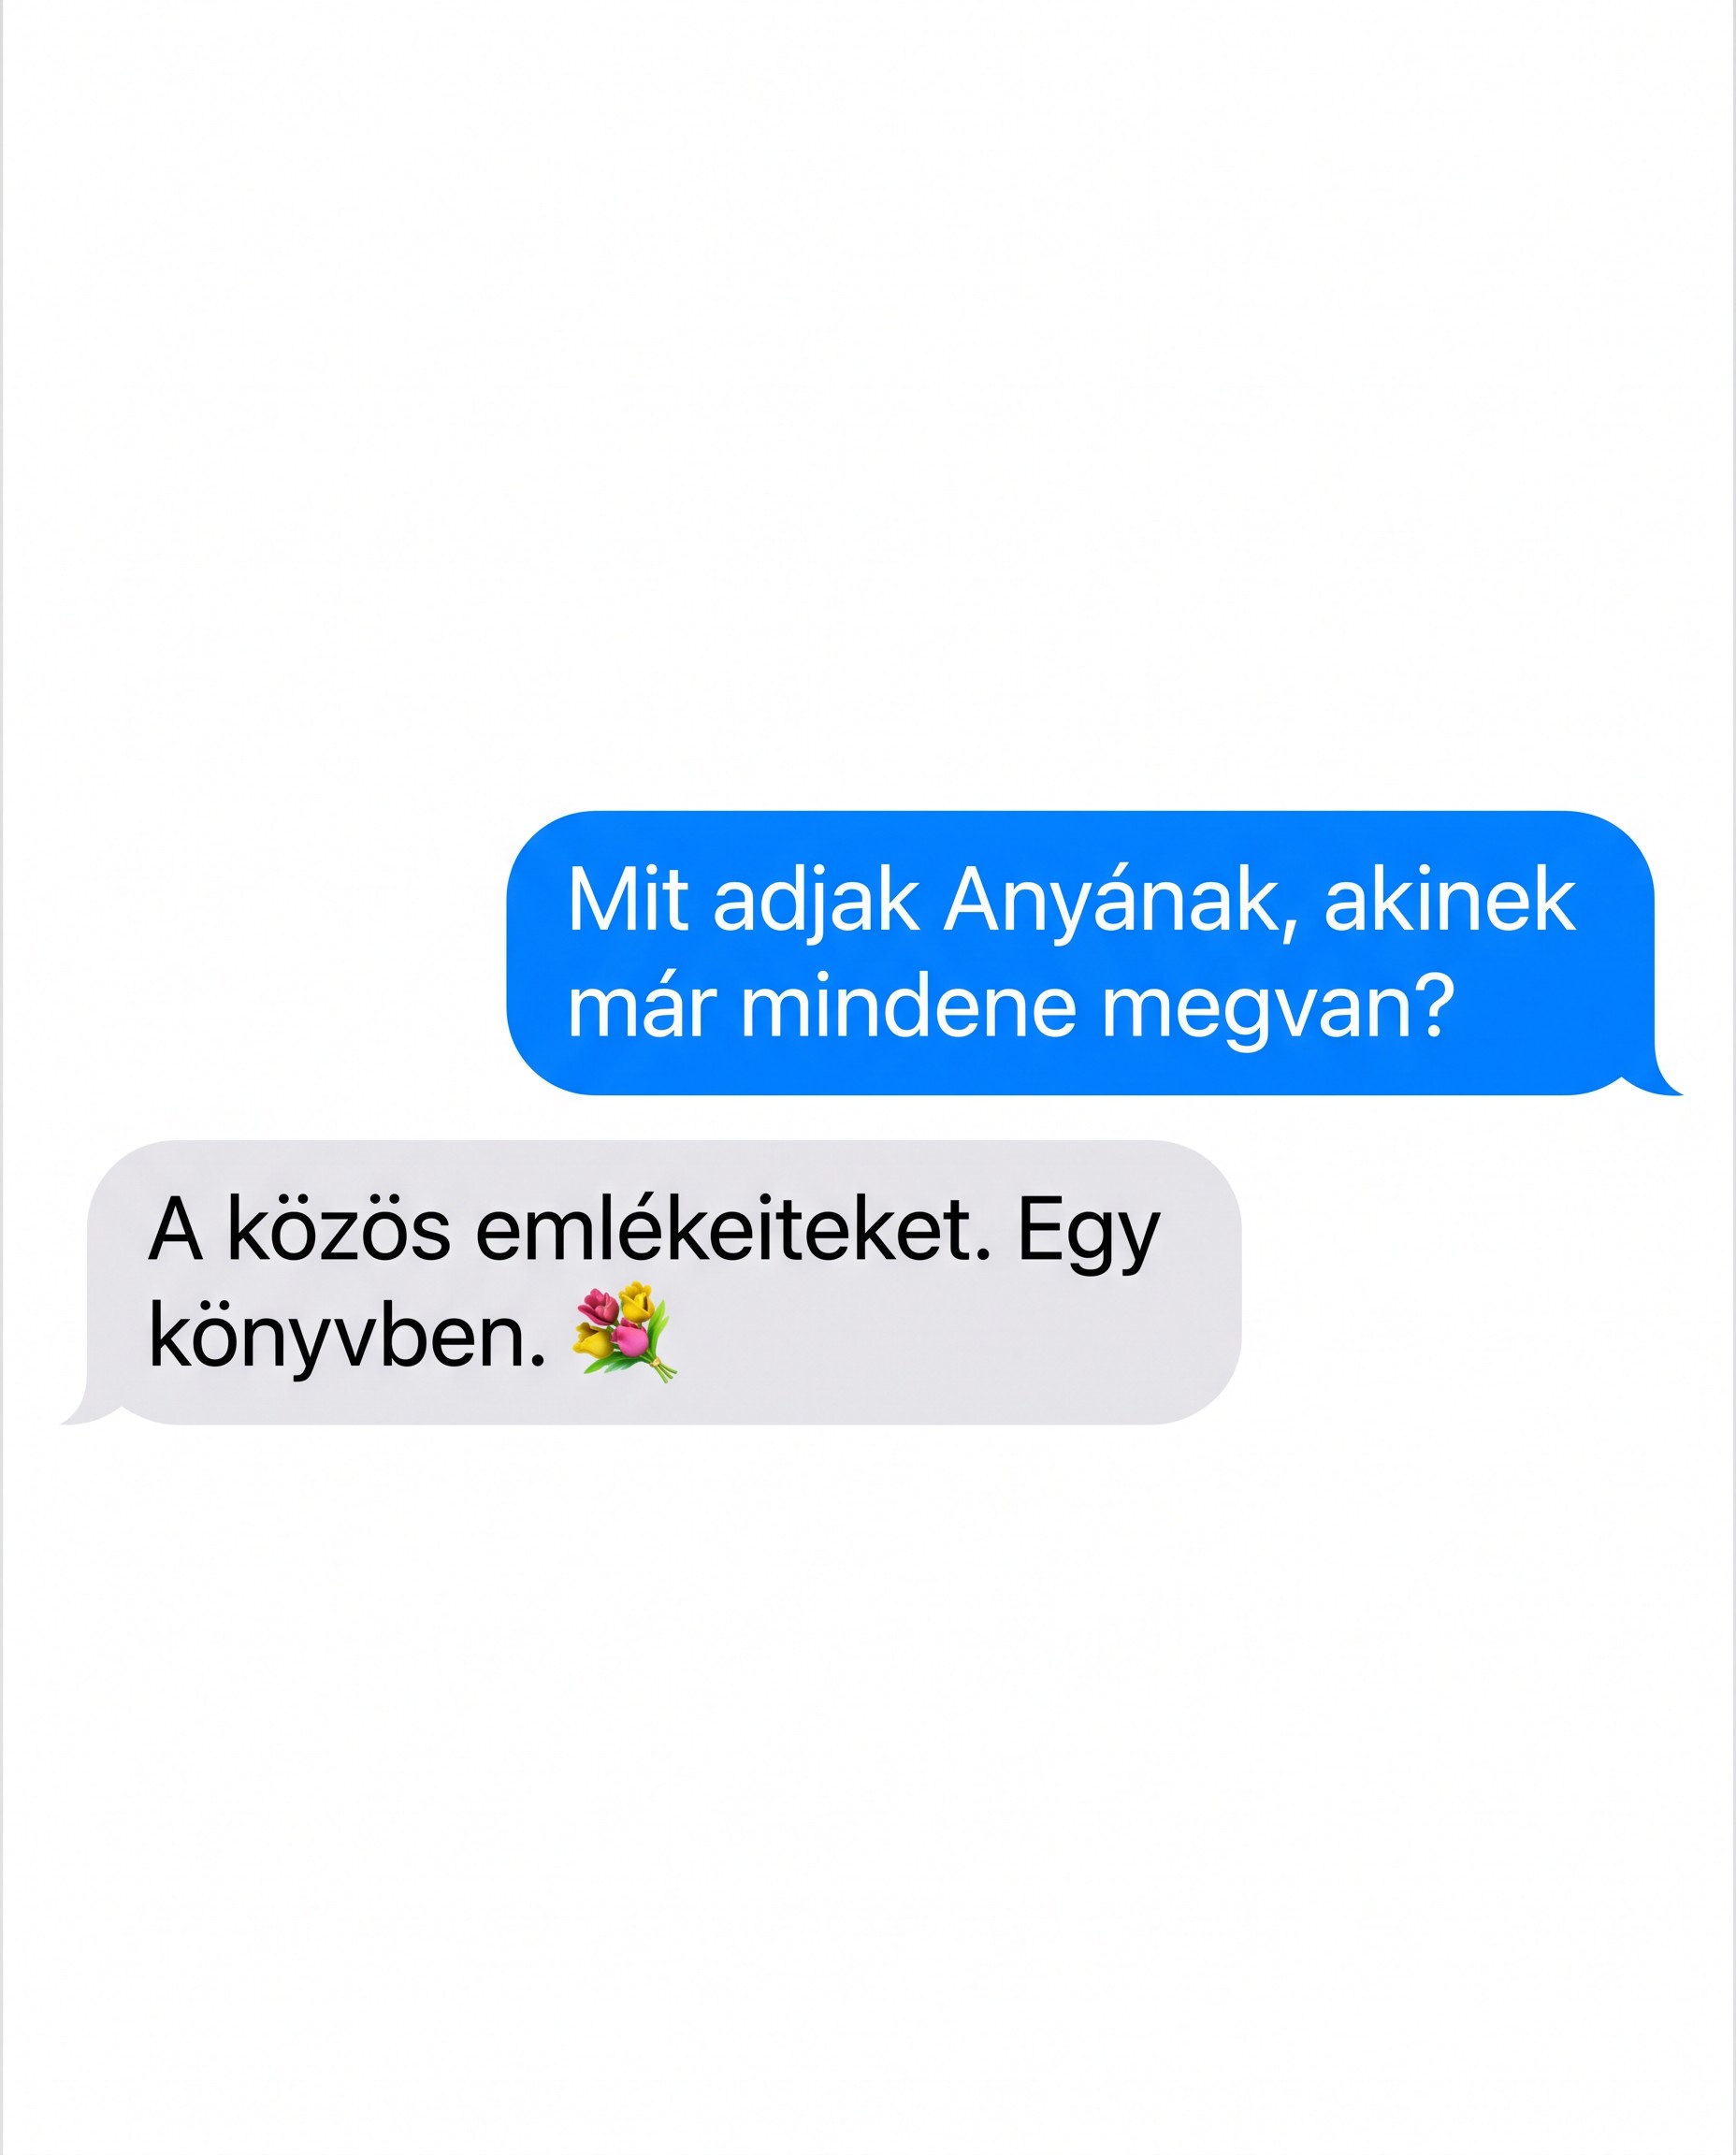 Mit adjak Anyának, akinek
már mindene megvan?
A közös emlékeiteket. Egy
könyvben. 💐